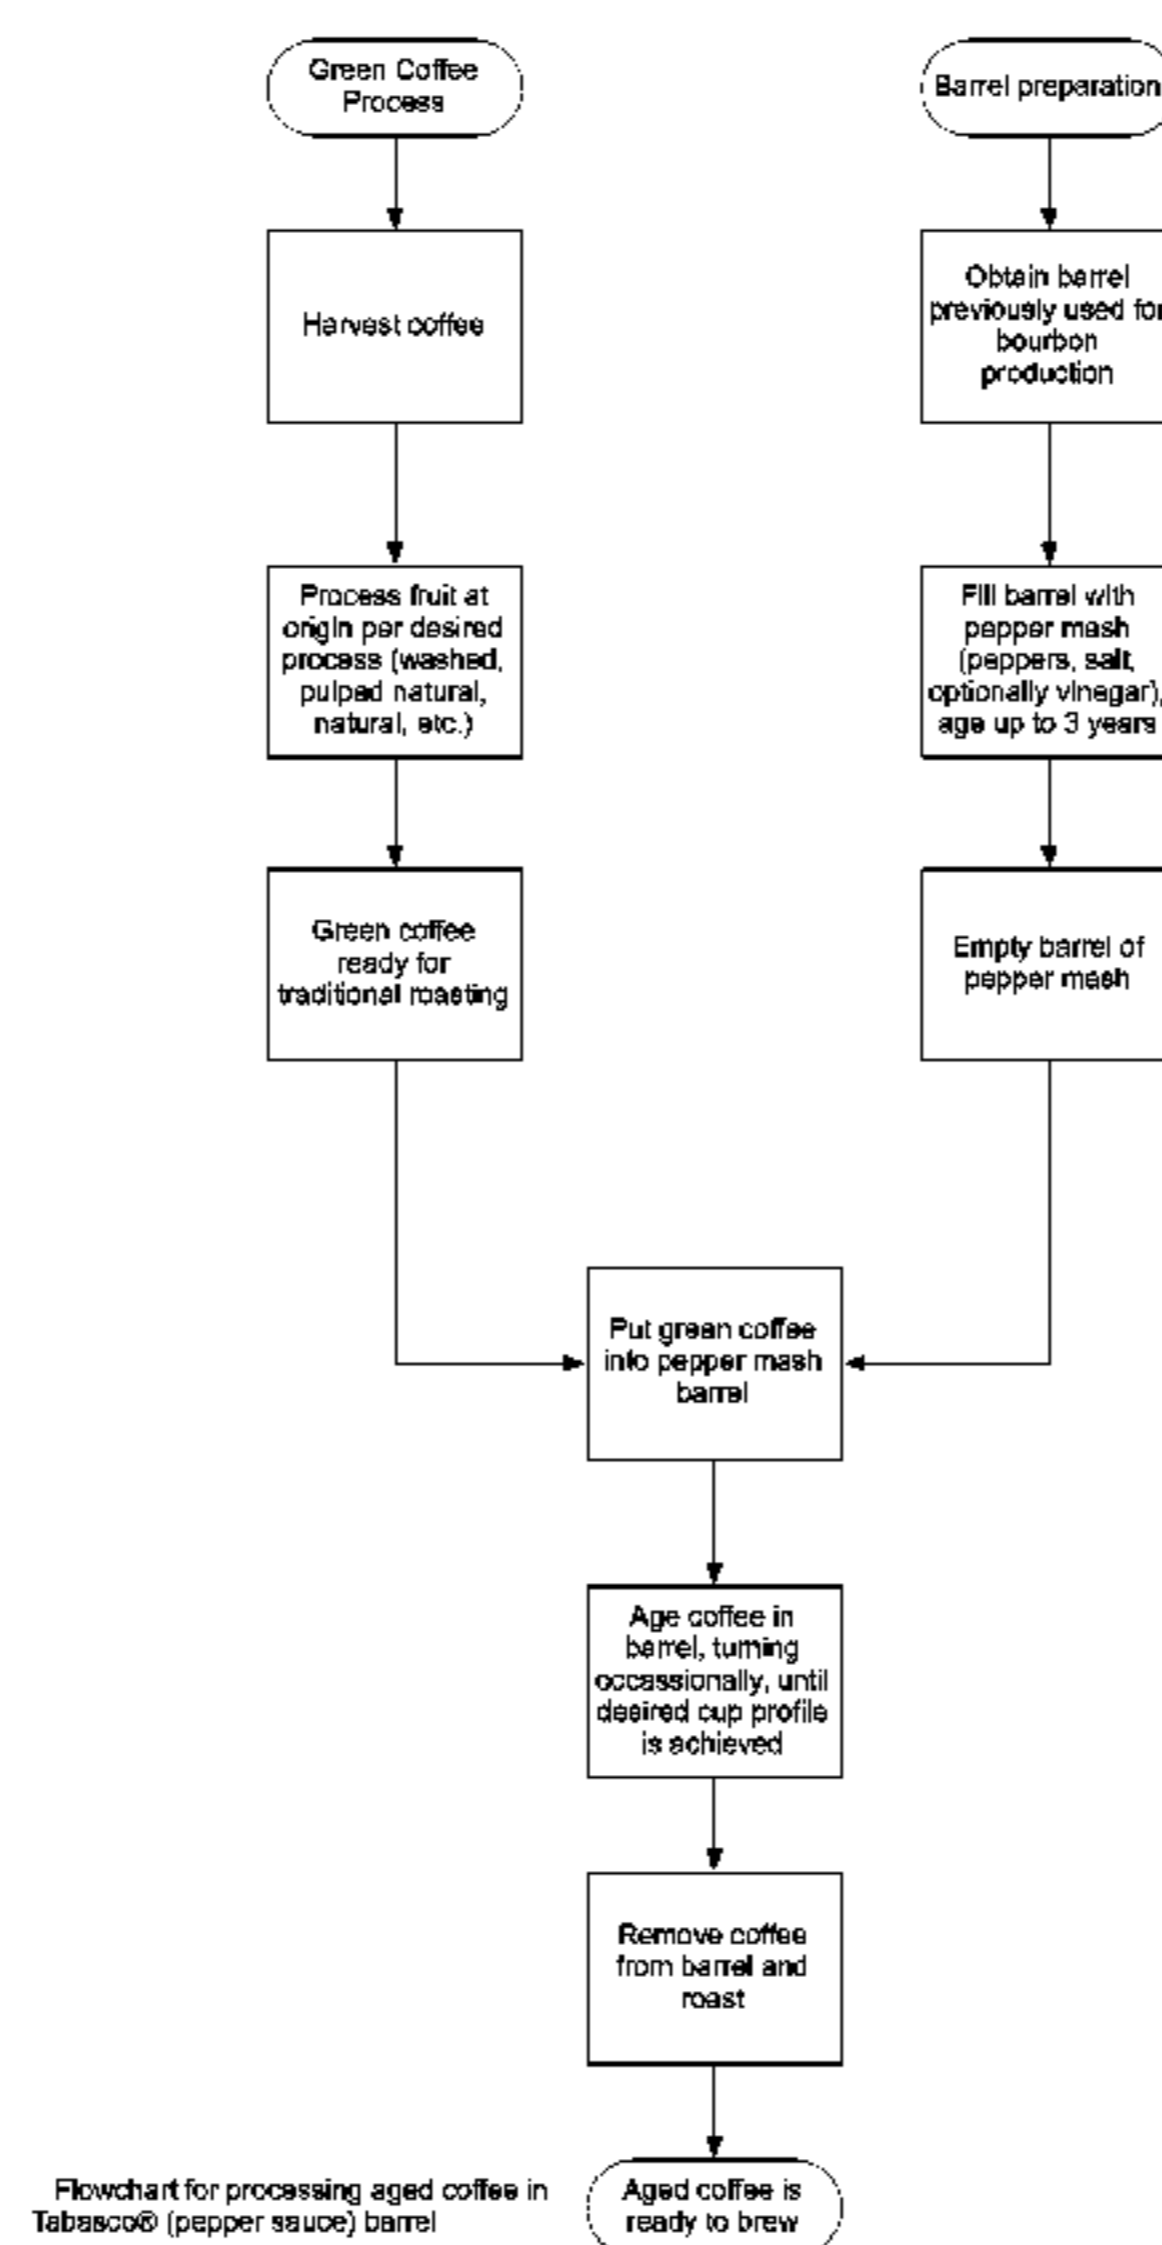 Green Coffee
Process
Harvest coffee
Process fruit at
origin per desired
process (washed,
pulped natural,
natural, etc.)
Green coffee
ready for
traditional roasting
Barrel preparation
Obtain barrel
previously used for
bourbon
production
Fill barrel with
pepper mash
(peppers, salt,
optionally vinegar),
age up to 3 years
Empty barrel of
pepper mash
Put green coffee
into pepper mash
barrel
Age coffee in
barrel, turning
occassionally, until
desired cup profile
is achieved
Remove coffee
from barrel and
roast
Aged coffee is
ready to brew
Flowchart for processing aged coffee in
Tabasco® (pepper sauce) barrel